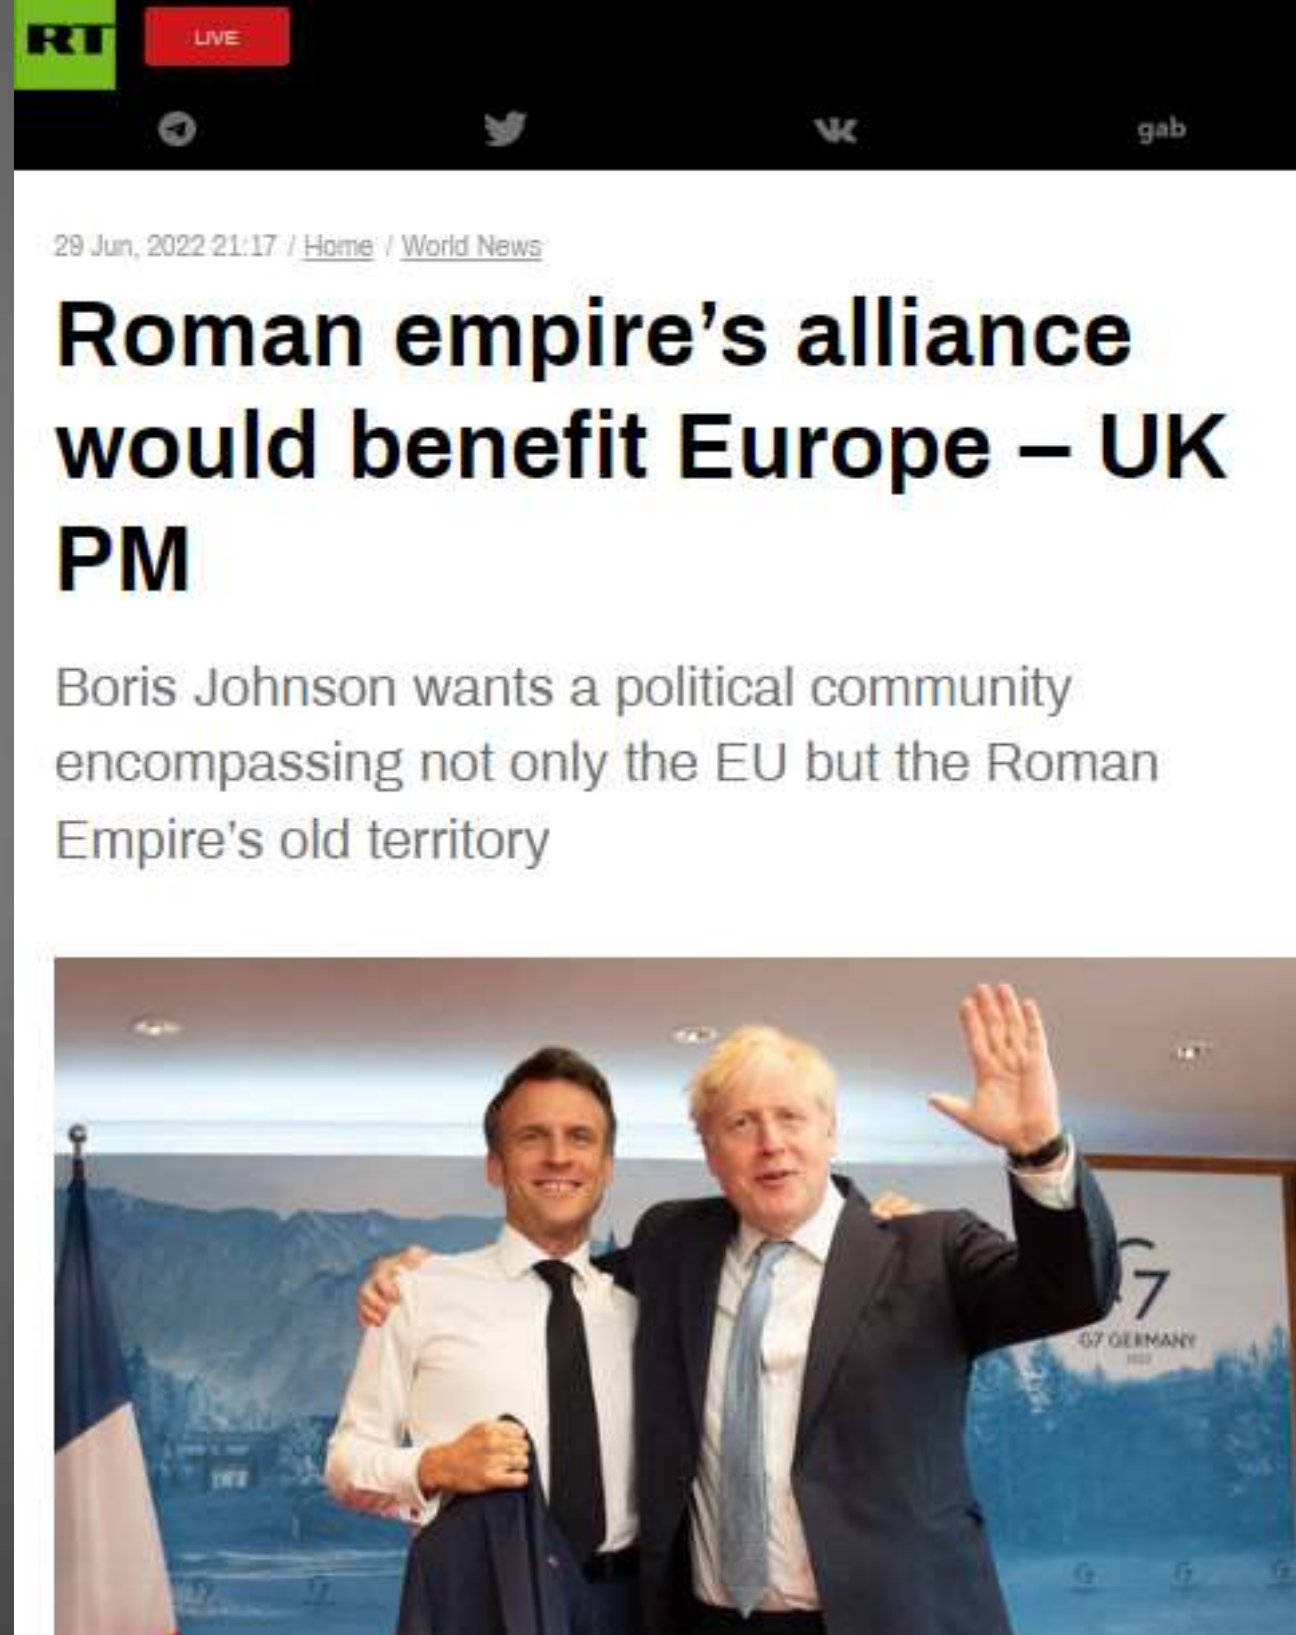 RT
LIVE
gab
29 Jun, 2022 21:17 / Home / World News
Roman empire's alliance
would benefit Europe – UK
PM
Boris Johnson wants a political community
encompassing not only the EU but the Roman
Empire's old territory
G7
G7 GERMANY